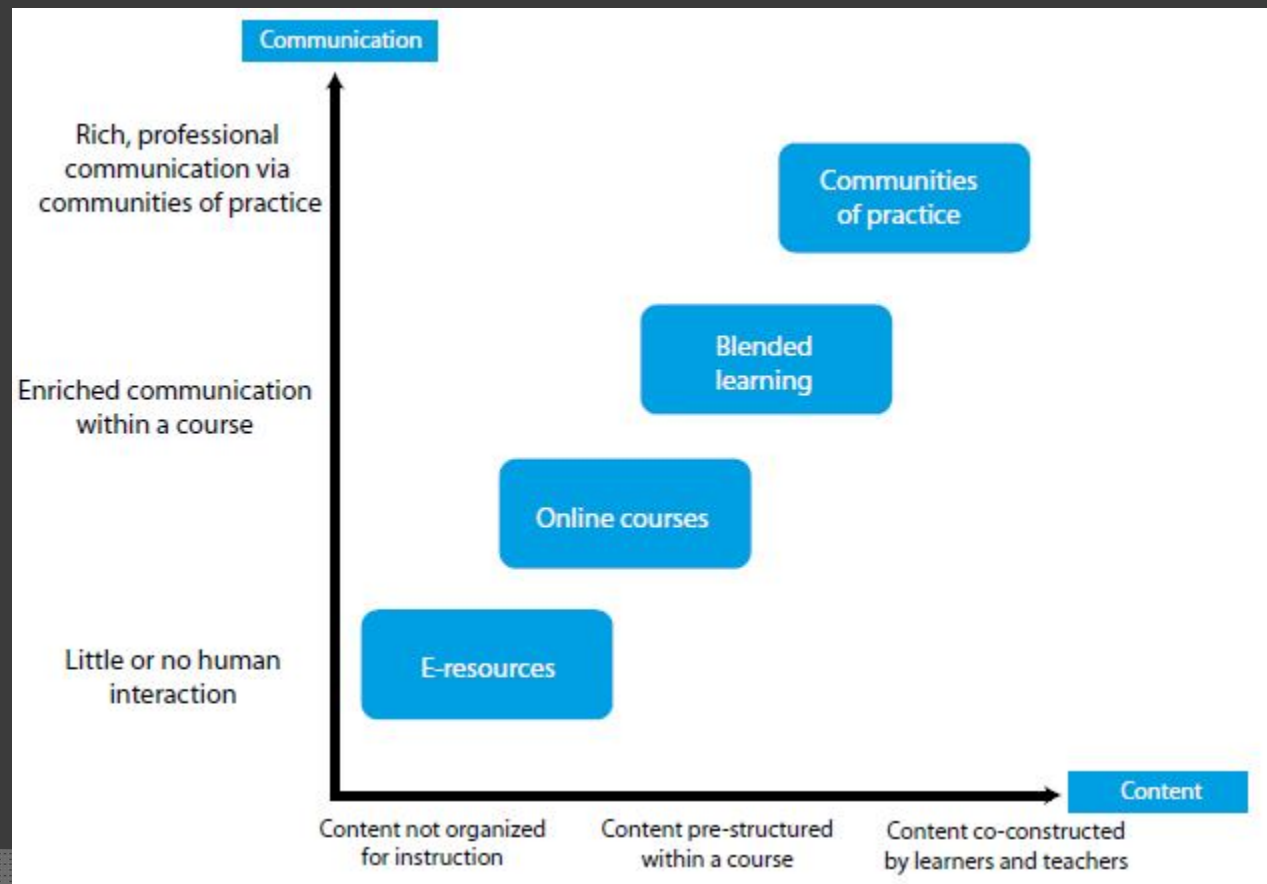 Communication
Rich, professional
communication via
communities of practice
Communities
of practice
Blended
learning
Enriched communication
within a course
Online courses
Little or no human
interaction
E-resources
Content
Content not organized
for instruction
Content pre-structured
within a course
Content co-constructed
by learners and teachers